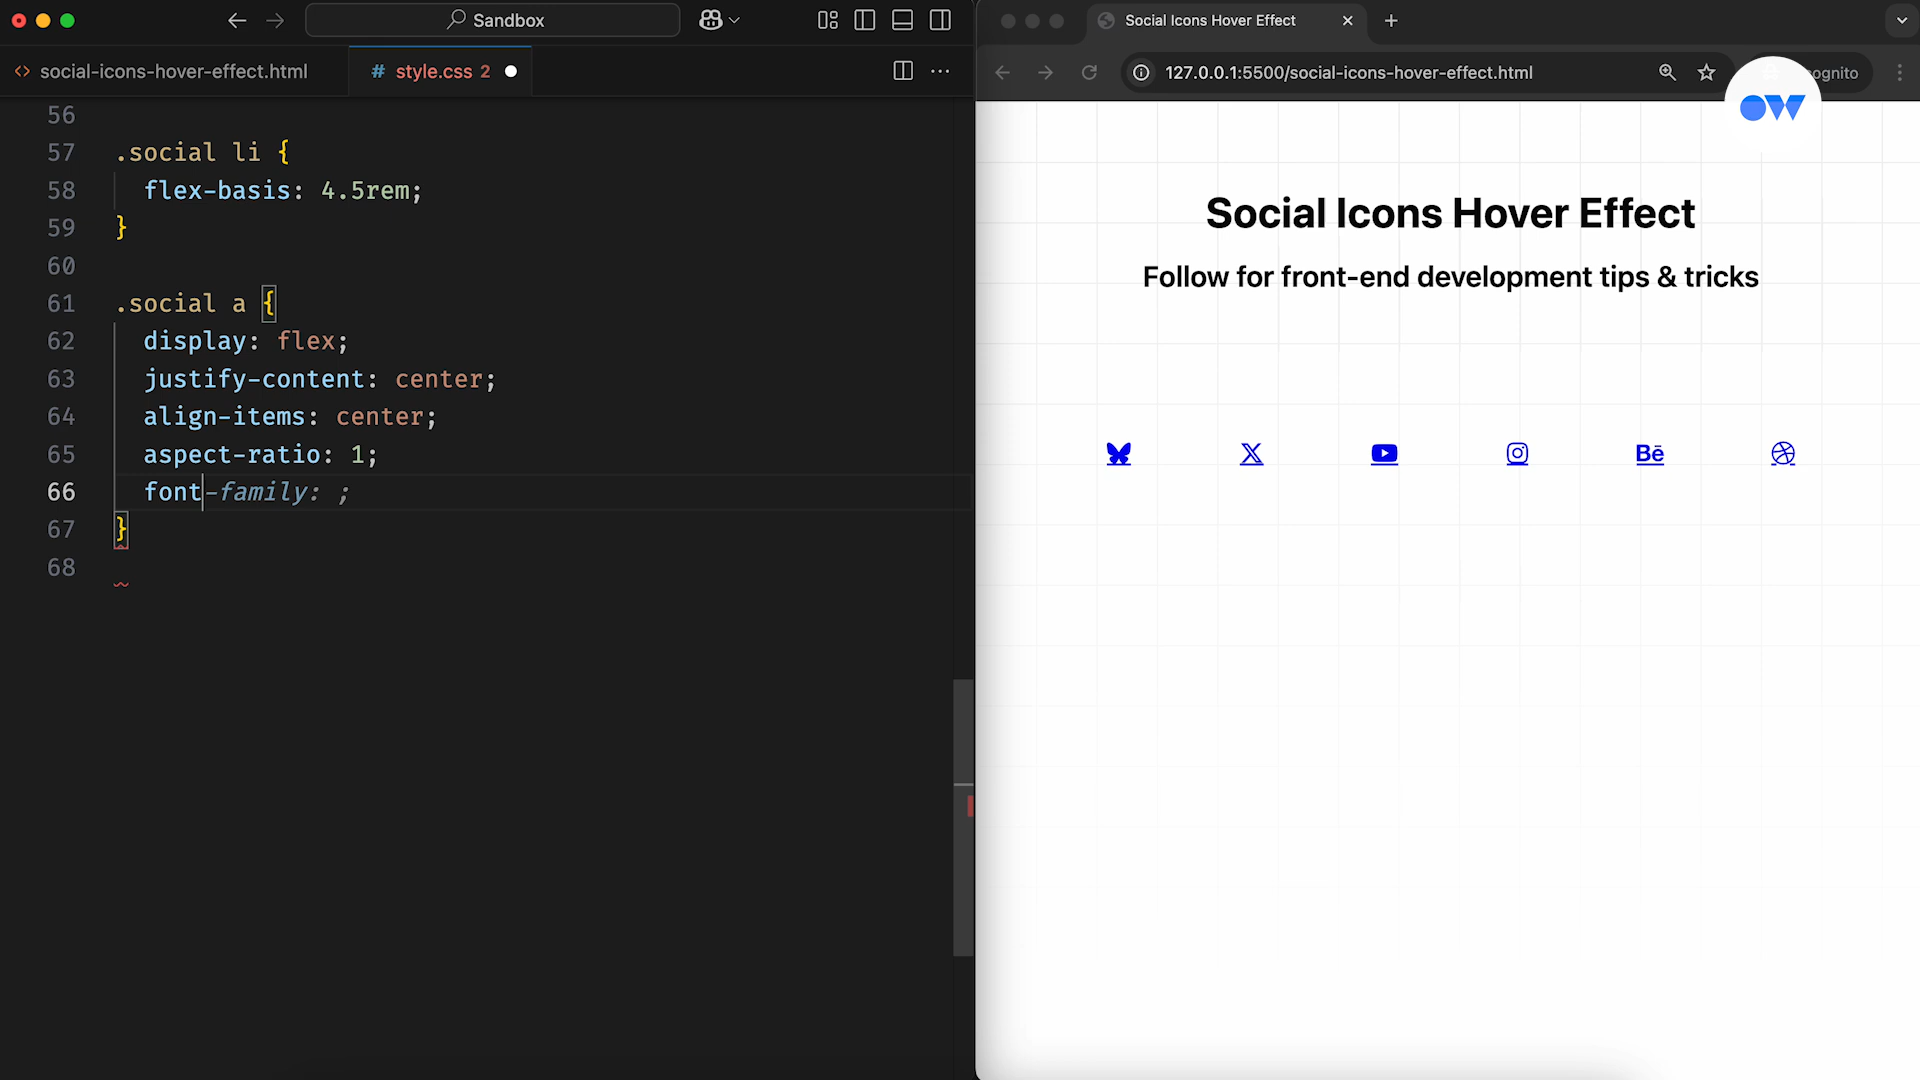 Sandbox
social-icons-hover-effect.html
# style.css 2
56
57 .social li {
58 flex-basis: 4.5rem;
59 }
60
61 .social a {
62 display: flex;
63 justify-content: center;
64 align-items: center;
65 aspect-ratio: 1;
66 font-family: ;
67 }
68
Social Icons Hover Effect
127.0.0.1:5500/social-icons-hover-effect.html
ognito
Social Icons Hover Effect
Follow for front-end development tips & tricks
Bē